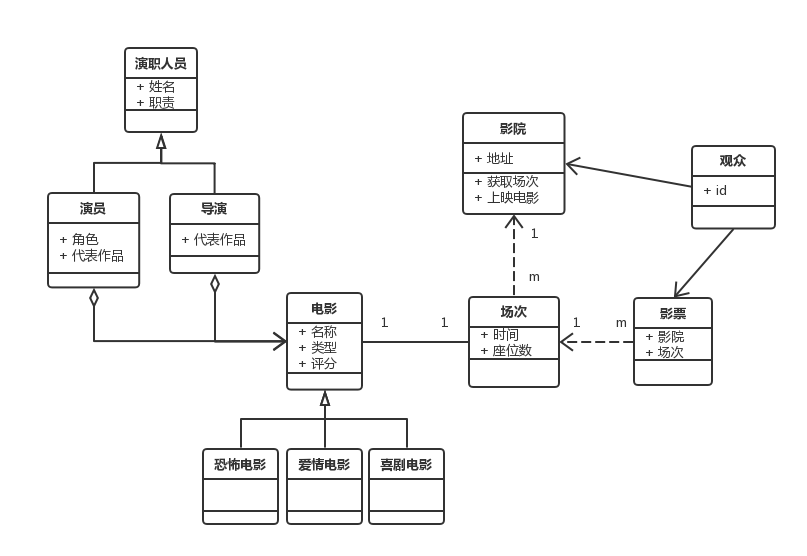 演职人员
+ 姓名
+ 职责
影院
+ 地址
+ 获取场次
+ 上映电影
观众
+ id
演员
+ 角色
+ 代表作品
导演
+ 代表作品
1
m
电影
+ 名称
+ 类型
+ 评分
1
1
场次
+ 时间
+ 座位数
1
m
影票
+ 影院
+ 场次
恐怖电影
爱情电影
喜剧电影